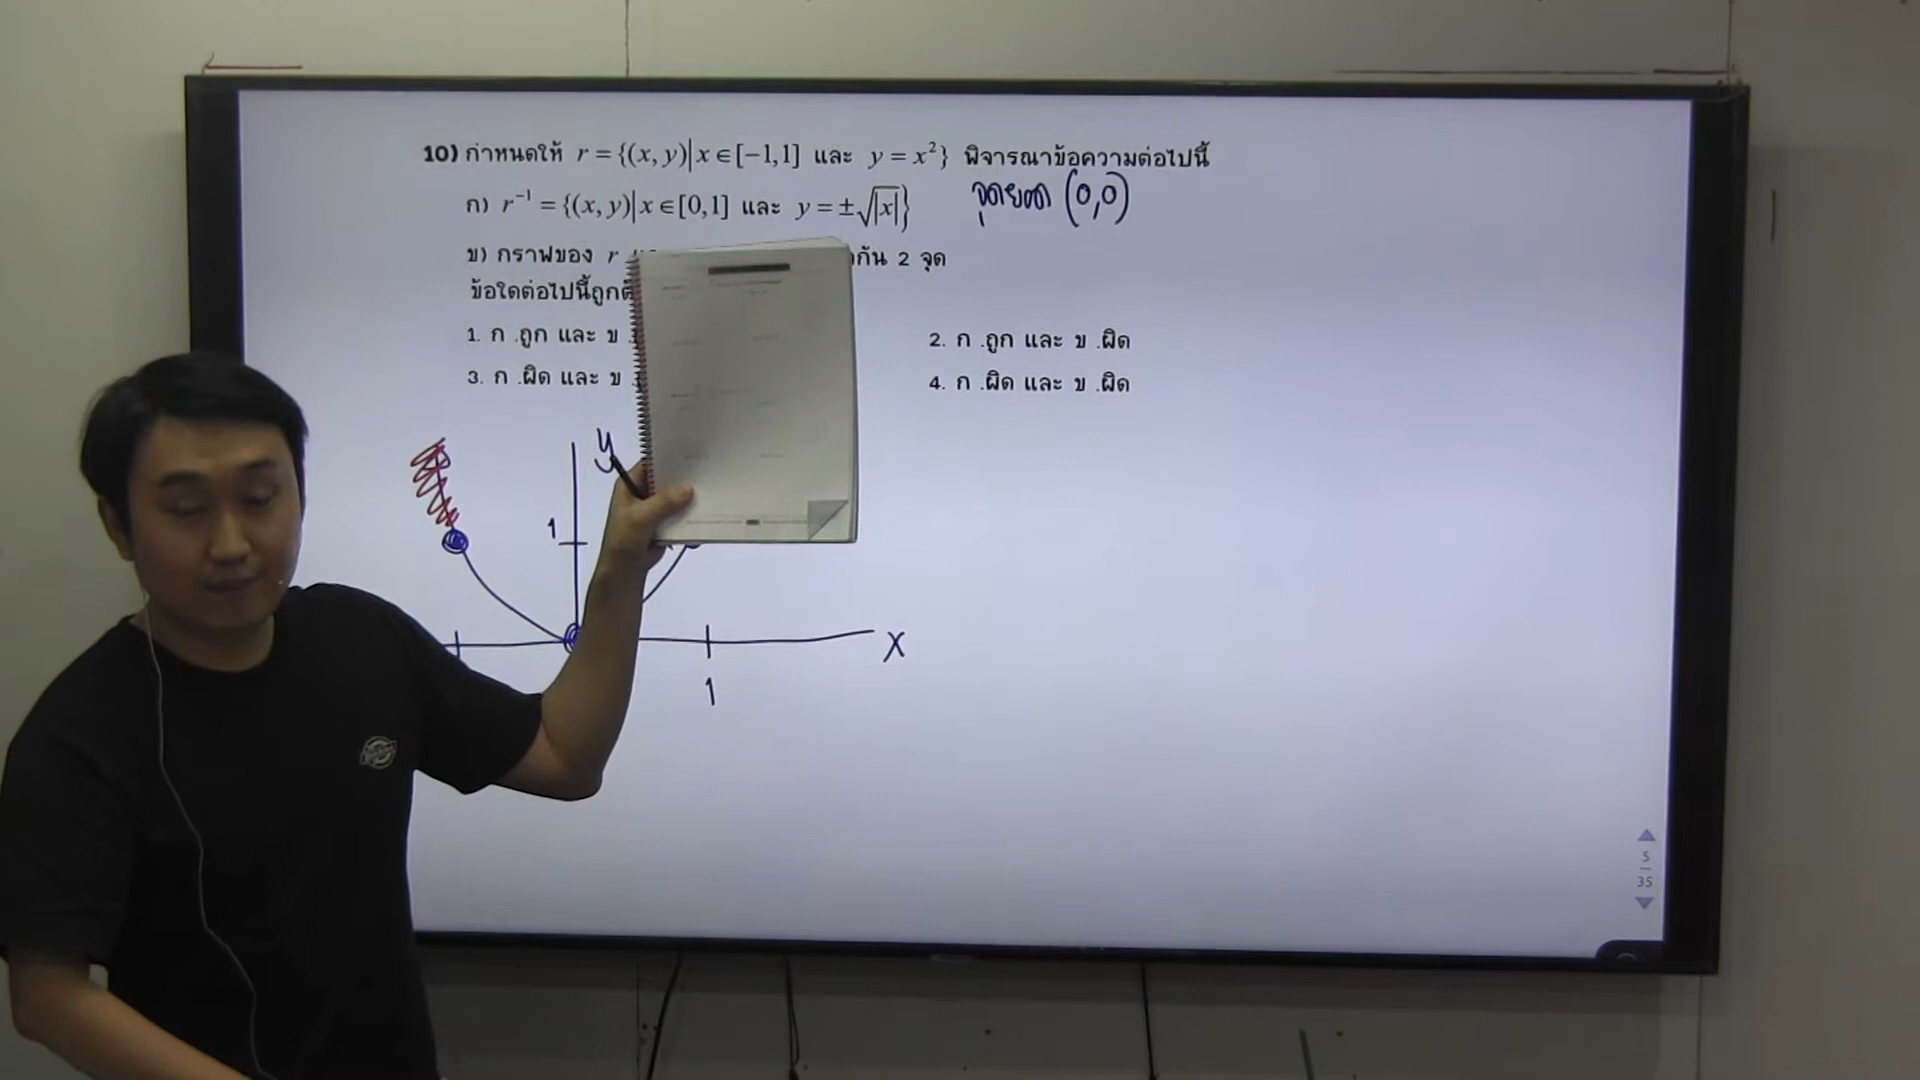 10) กำหนดให้ r = {(x, y)| x ∈ [−1,1] และ y = x²} พิจารณาข้อความต่อไปนี้
ก) r⁻¹ = {(x, y)| x ∈ [0,1] และ y = ±√|x|} จุดยอด (0,0)
ข) กราฟของ r กัน 2 จุด
ข้อใดต่อไปนี้ถูก
1. ก .ถูก และ ข 2. ก .ถูก และ ข .ผิด
3. ก .ผิด และ ข 4. ก .ผิด และ ข .ผิด
y
1
X
1
5
35